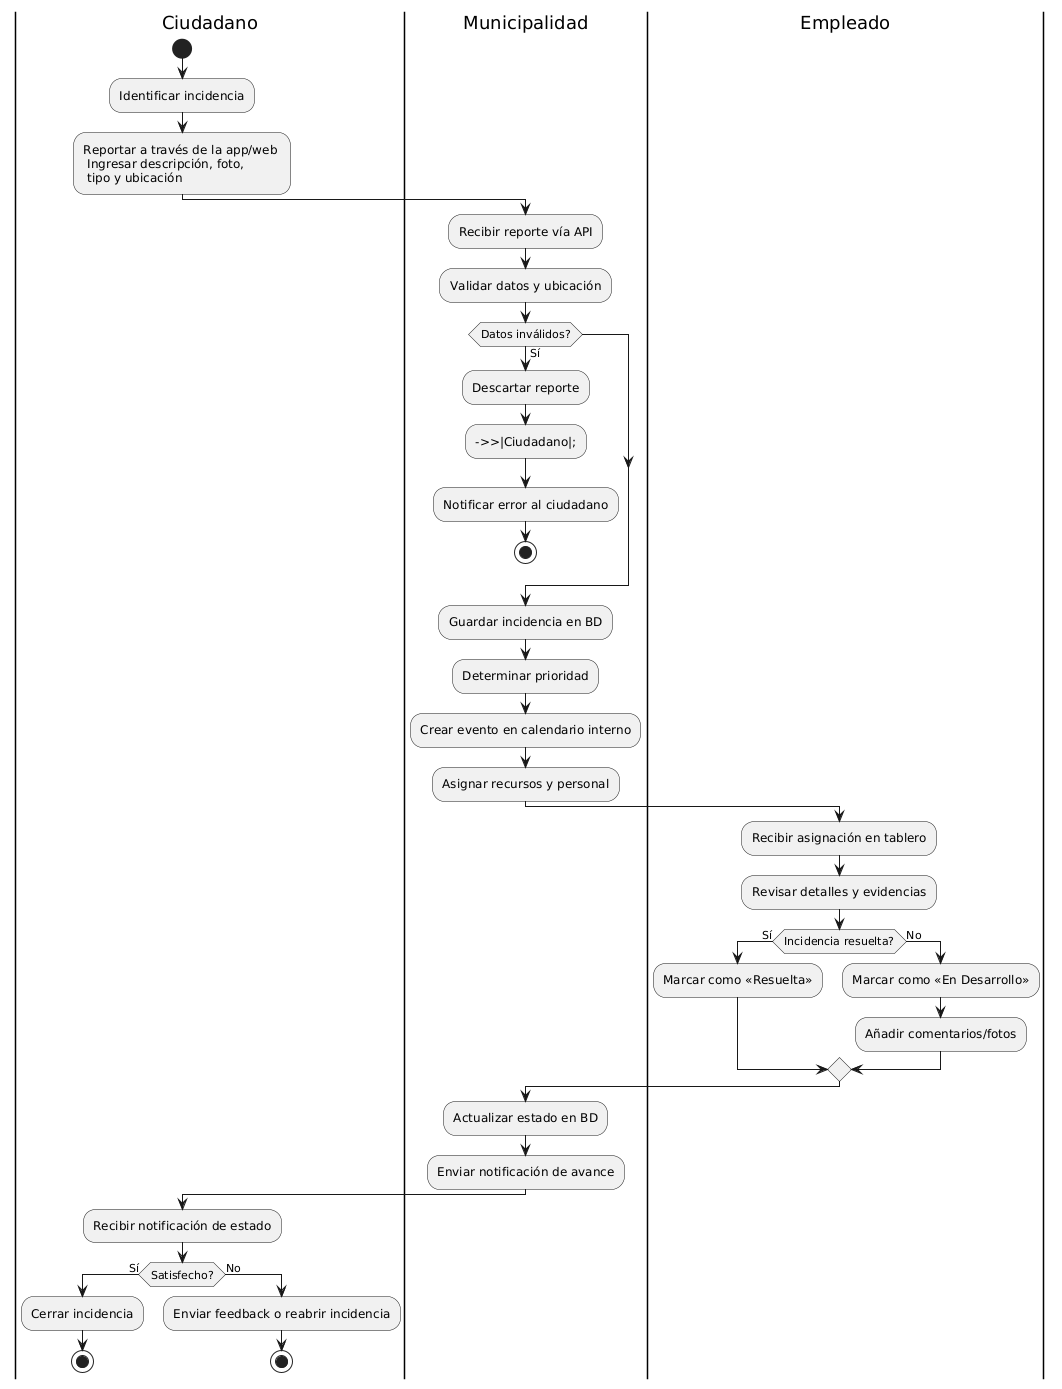 Ciudadano
Municipalidad
Empleado
Identificar incidencia
Reportar a través de la app/web
Ingresar descripción, foto,
tipo y ubicación
Recibir reporte vía API
Validar datos y ubicación
Datos inválidos?
Sí
Descartar reporte
->>|Ciudadano|;
Notificar error al ciudadano
Guardar incidencia en BD
Determinar prioridad
Crear evento en calendario interno
Asignar recursos y personal
Recibir asignación en tablero
Revisar detalles y evidencias
Sí
Incidencia resuelta?
No
Marcar como «Resuelta»
Marcar como «En Desarrollo»
Añadir comentarios/fotos
Actualizar estado en BD
Enviar notificación de avance
Recibir notificación de estado
Sí
Satisfecho?
No
Cerrar incidencia
Enviar feedback o reabrir incidencia